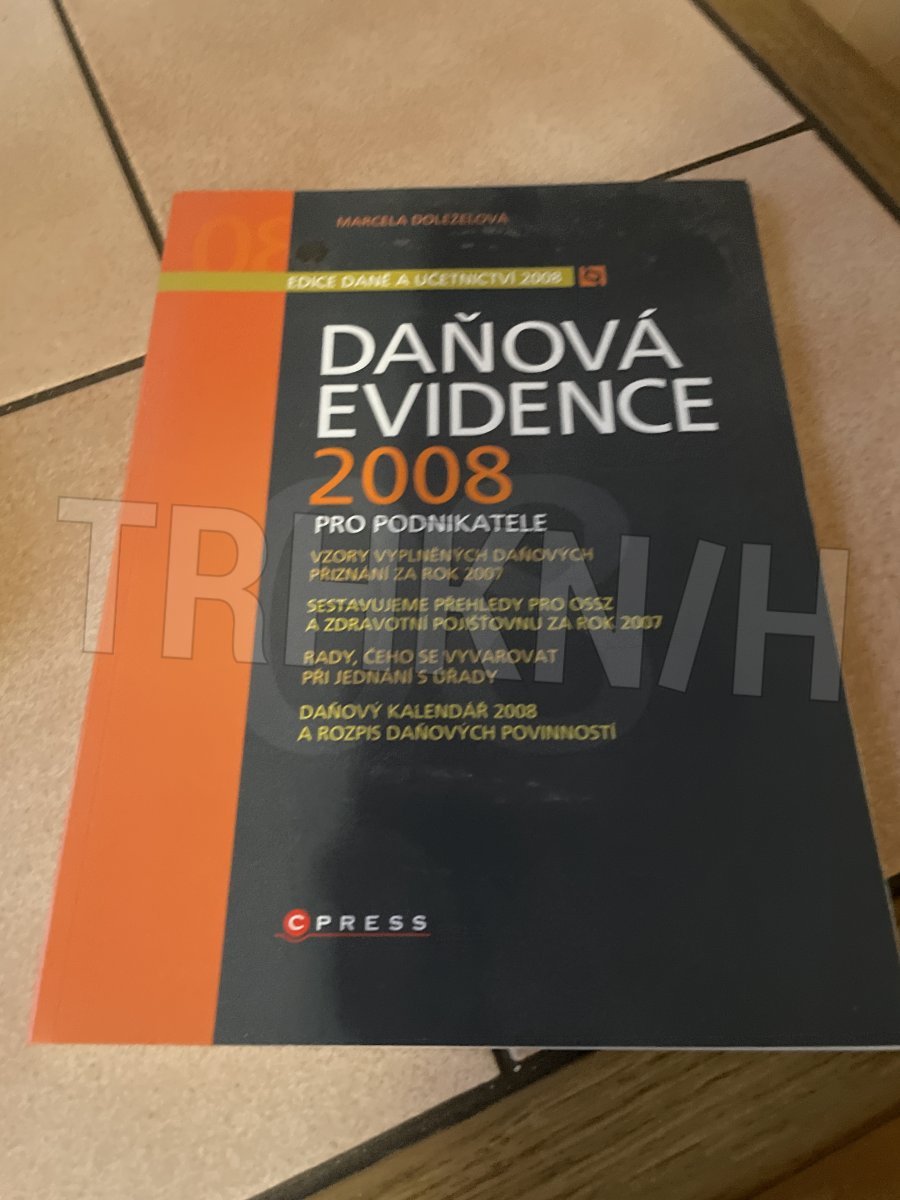 08
MARCELA DOLEŽELOVÁ
EDICE DANĚ A ÚČETNICTVÍ 2008
DAŇOVÁ
EVIDENCE
2008
PRO PODNIKATELE
VZORY VYPLNĚNÝCH DAŇOVÝCH
PŘIZNÁNÍ ZA ROK 2007
SESTAVUJEME PŘEHLEDY PRO OSSZ
A ZDRAVOTNÍ POJIŠŤOVNU ZA ROK 2007
RADY, ČEHO SE VYVAROVAT
PŘI JEDNÁNÍ S ÚŘADY
DAŇOVÝ KALENDÁŘ 2008
A ROZPIS DAŇOVÝCH POVINNOSTÍ
CPRESS